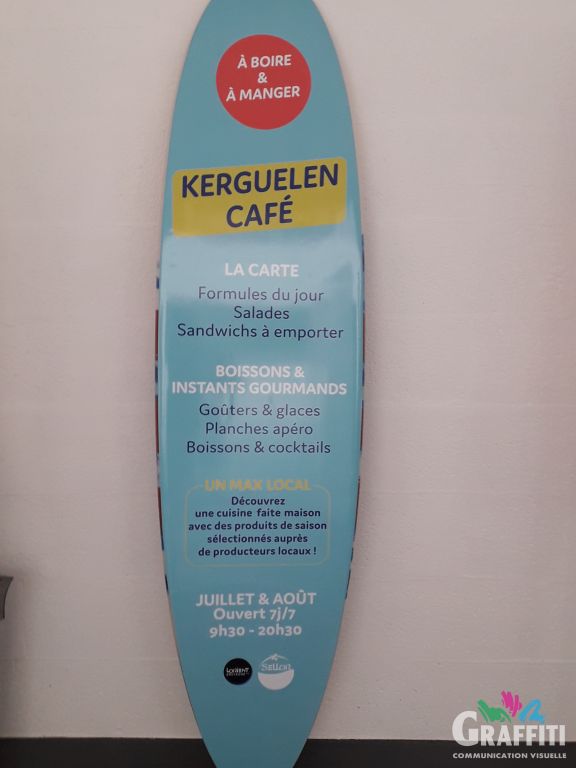 À BOIRE
&
À MANGER
KERGUELEN
CAFÉ
LA CARTE
Formules du jour
Salades
Sandwichs à emporter
BOISSONS &
INSTANTS GOURMANDS
Goûters & glaces
Planches apéro
Boissons & cocktails
UN MAX LOCAL
Découvrez
une cuisine faite maison
avec des produits de saison
sélectionnés auprès
de producteurs locaux !
JUILLET & AOÛT
Ouvert 7j/7
9h30 - 20h30
Sellor
GRAFFITI
COMMUNICATION VISUELLE